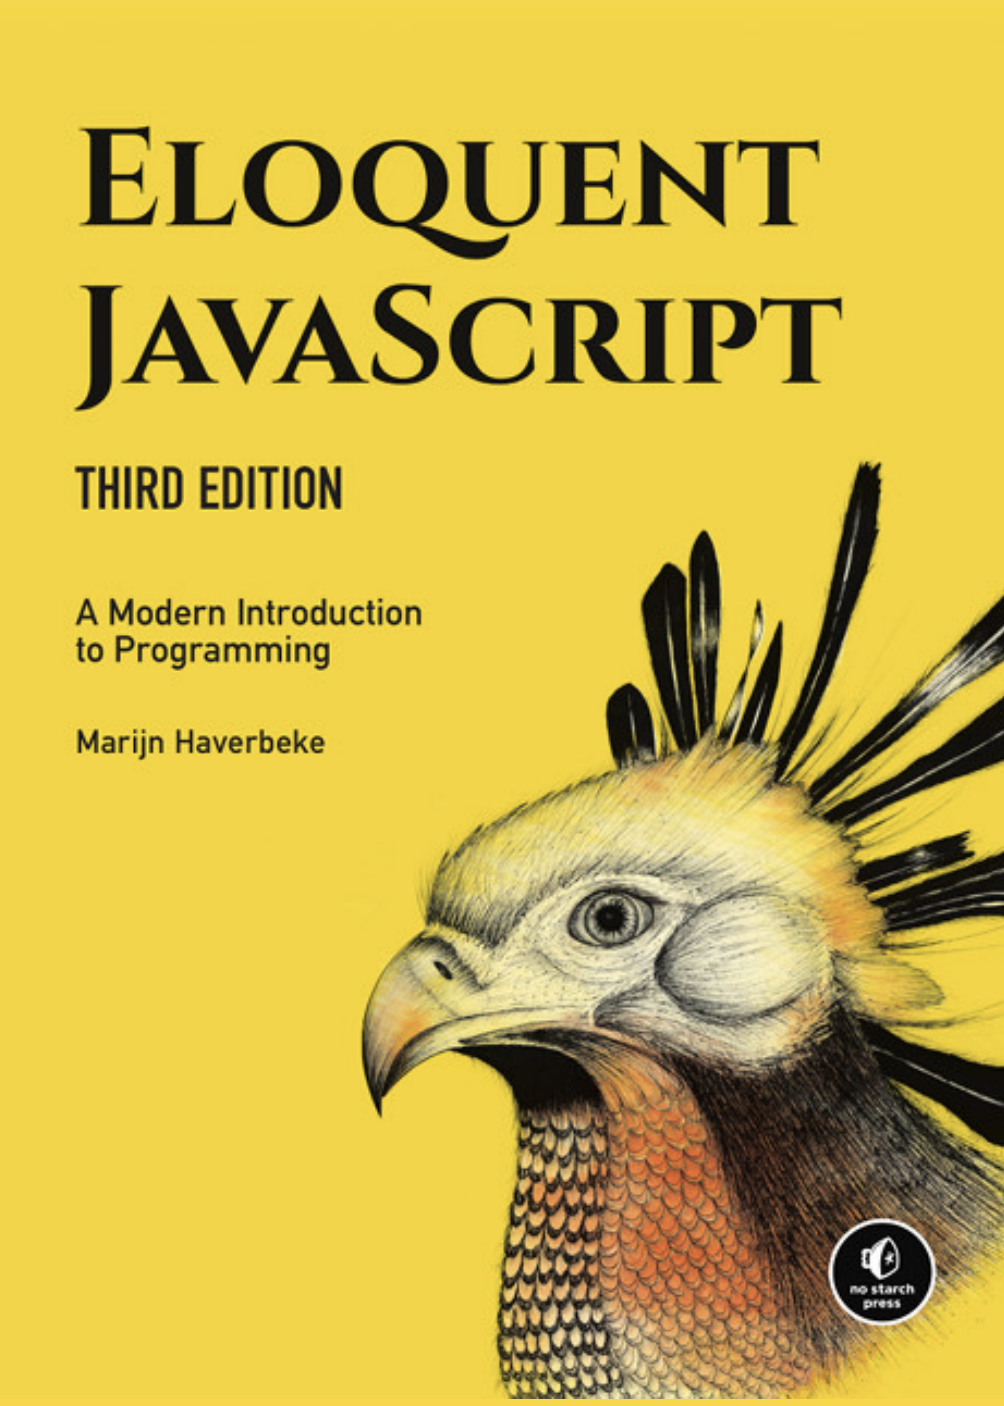 ELOQUENT
JAVASCRIPT
THIRD EDITION
A Modern Introduction
to Programming
Marijn Haverbeke
no starch
press